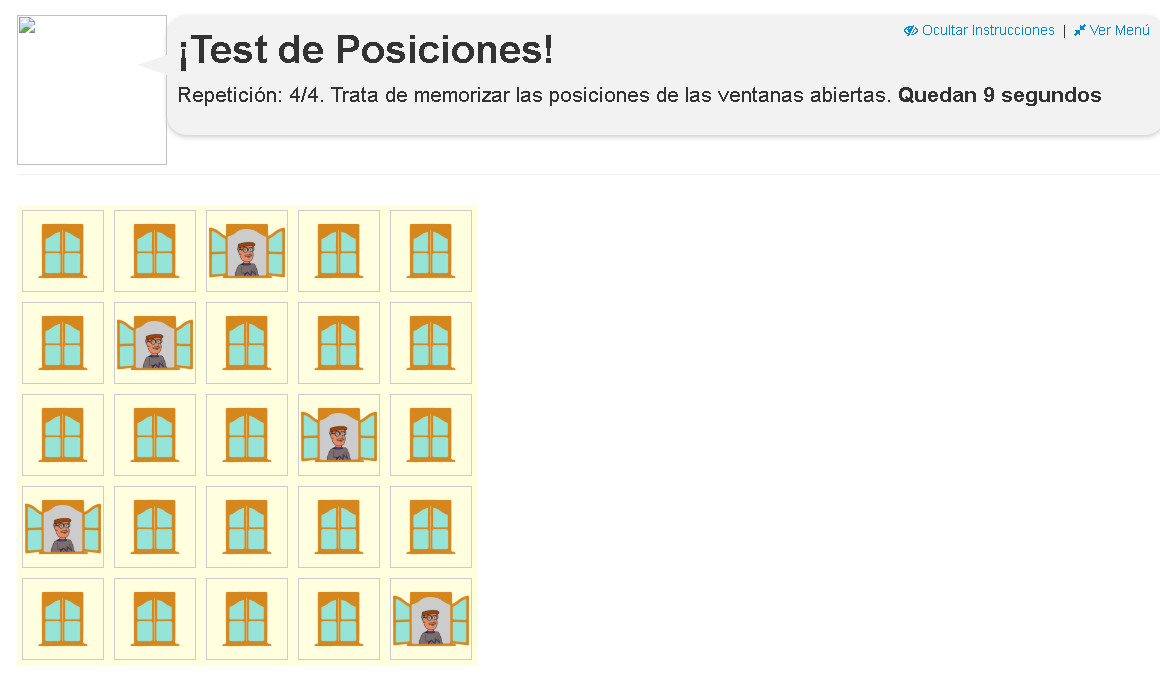 Ocultar Instrucciones | Ver Menú
¡Test de Posiciones!
Repetición: 4/4. Trata de memorizar las posiciones de las ventanas abiertas. Quedan 9 segundos